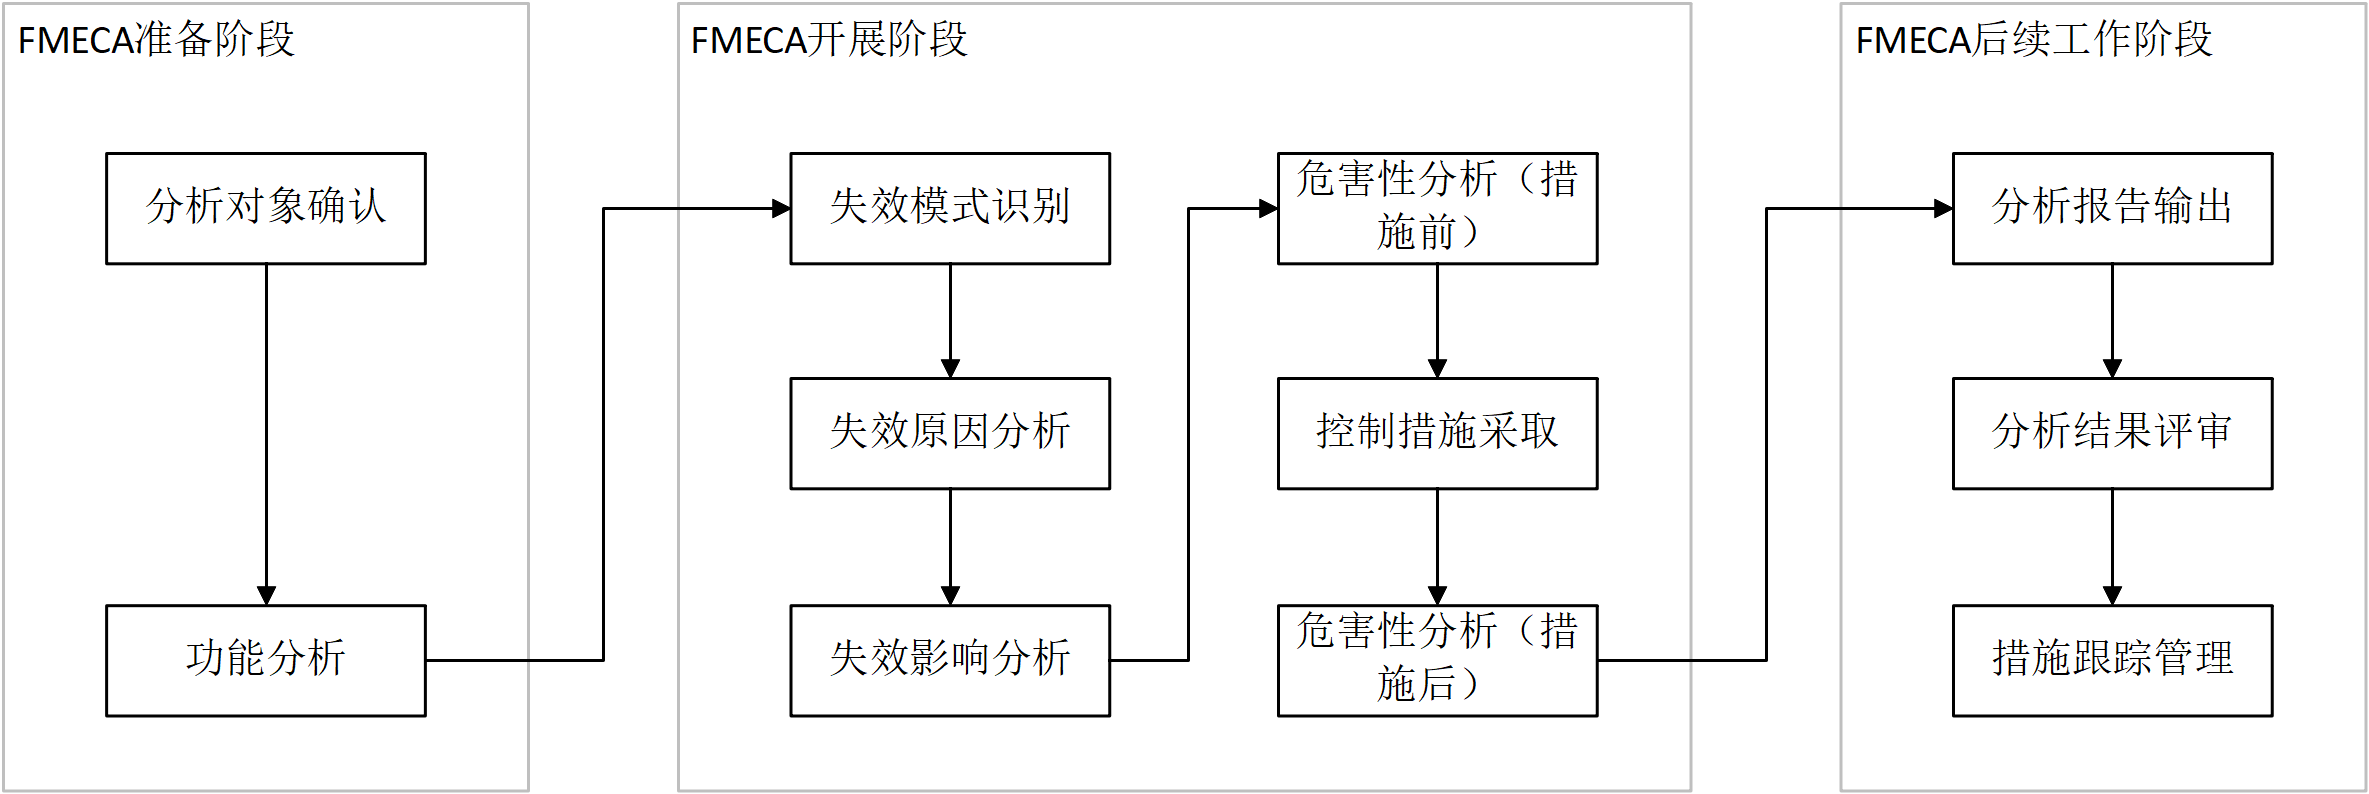 FMECA准备阶段
分析对象确认
功能分析
FMECA开展阶段
失效模式识别
失效原因分析
失效影响分析
危害性分析（措
施前）
控制措施采取
危害性分析（措
施后）
FMECA后续工作阶段
分析报告输出
分析结果评审
措施跟踪管理